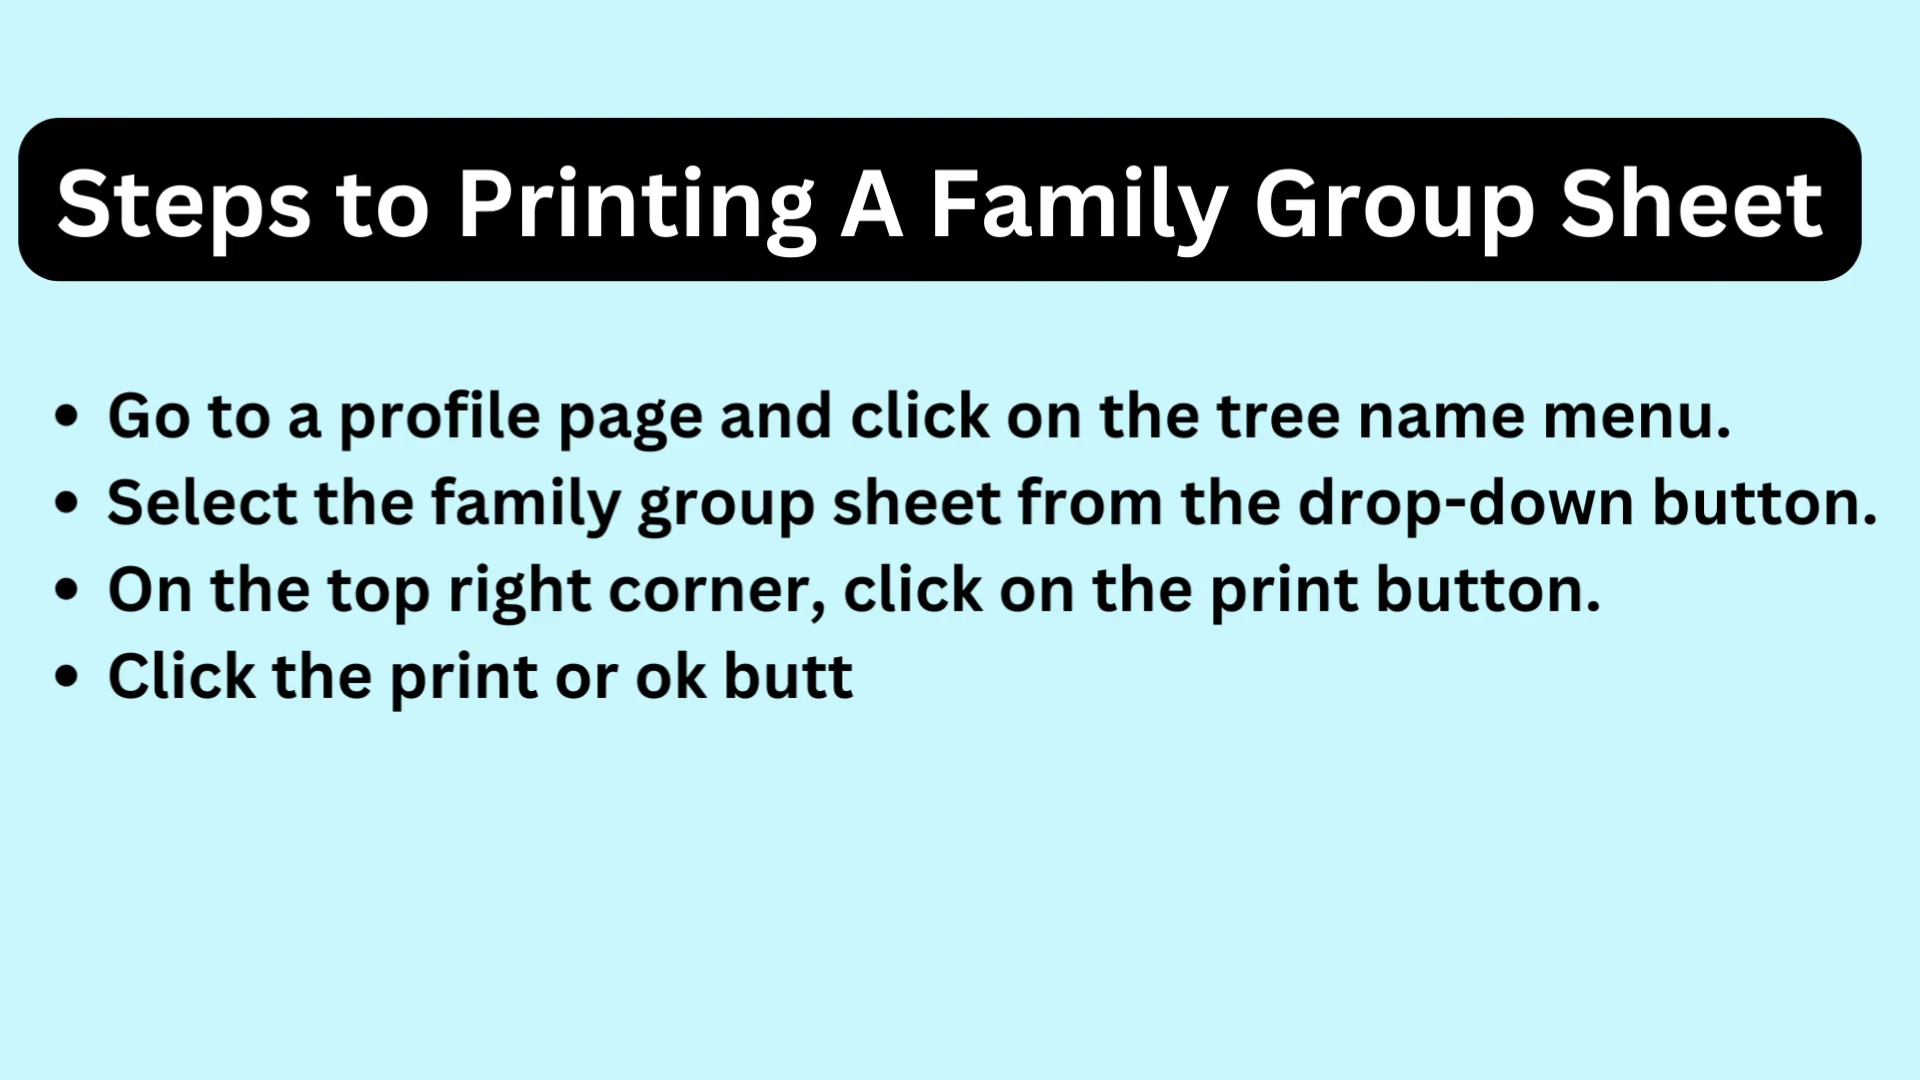 Steps to Printing A Family Group Sheet
• Go to a profile page and click on the tree name menu.
• Select the family group sheet from the drop-down button.
• On the top right corner, click on the print button.
• Click the print or ok butt